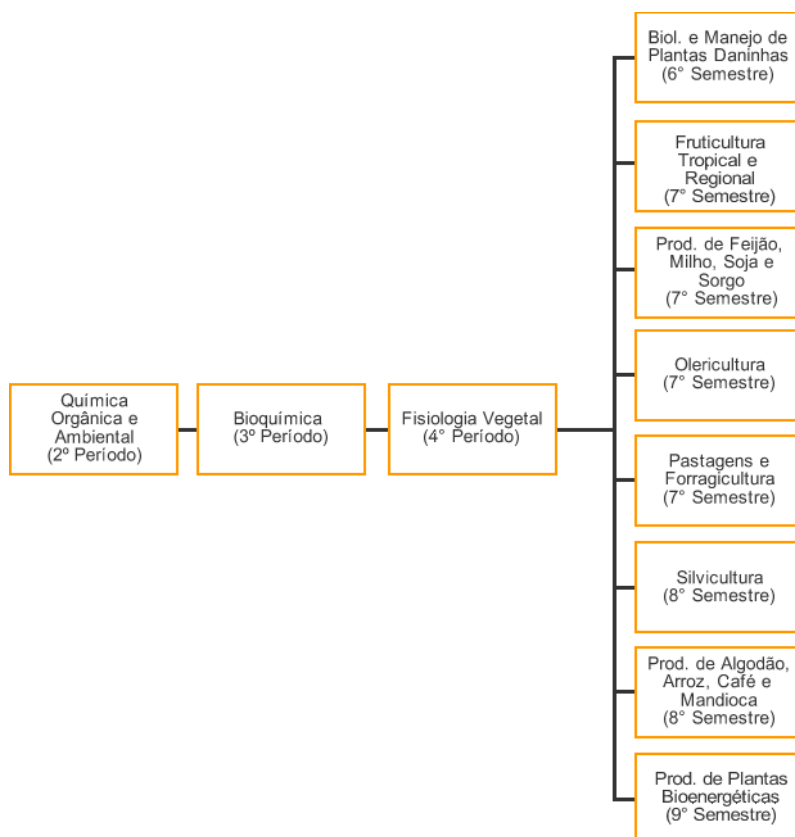 Química
Orgânica e
Ambiental
(2º Período)
Bioquímica
(3º Período)
Fisiologia Vegetal
(4° Período)
Biol. e Manejo de
Plantas Daninhas
(6° Semestre)
Fruticultura
Tropical e
Regional
(7° Semestre)
Prod. de Feijão,
Milho, Soja e
Sorgo
(7° Semestre)
Olericultura
(7° Semestre)
Pastagens e
Forragicultura
(7° Semestre)
Silvicultura
(8° Semestre)
Prod. de Algodão,
Arroz, Café e
Mandioca
(8° Semestre)
Prod. de Plantas
Bioenergéticas
(9° Semestre)